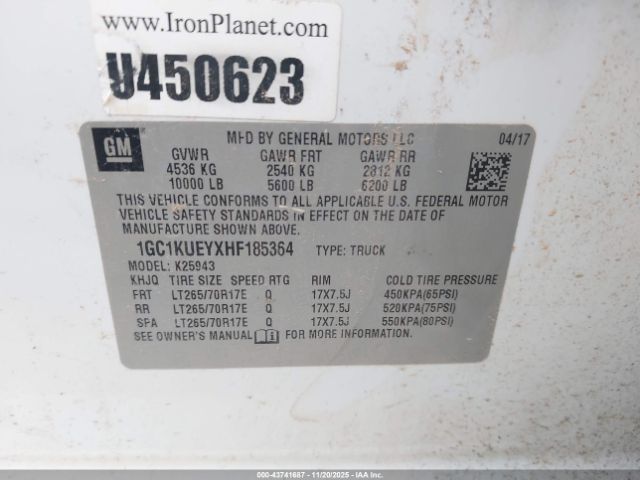 www.IronPlanet.com
U450623
GM
MFD BY GENERAL MOTORS LLC 04/17
GVWR GAWR FRT GAWR RR
4536 KG 2540 KG 2812 KG
10000 LB 5600 LB 6200 LB
THIS VEHICLE CONFORMS TO ALL APPLICABLE U.S. FEDERAL MOTOR
VEHICLE SAFETY STANDARDS IN EFFECT ON THE DATE OF
MANUFACTURE SHOWN ABOVE.
1GC1KUEYXHF185364 TYPE: TRUCK
MODEL: K25943
KHJQ TIRE SIZE SPEED RTG RIM COLD TIRE PRESSURE
FRT LT265/70R17E Q 17X7.5J 450KPA(65PSI)
RR LT265/70R17E Q 17X7.5J 520KPA(75PSI)
SPA LT265/70R17E Q 17X7.5J 550KPA(80PSI)
SEE OWNER'S MANUAL FOR MORE INFORMATION.
000-43741687 - 11/20/2025 - IAAI.COM